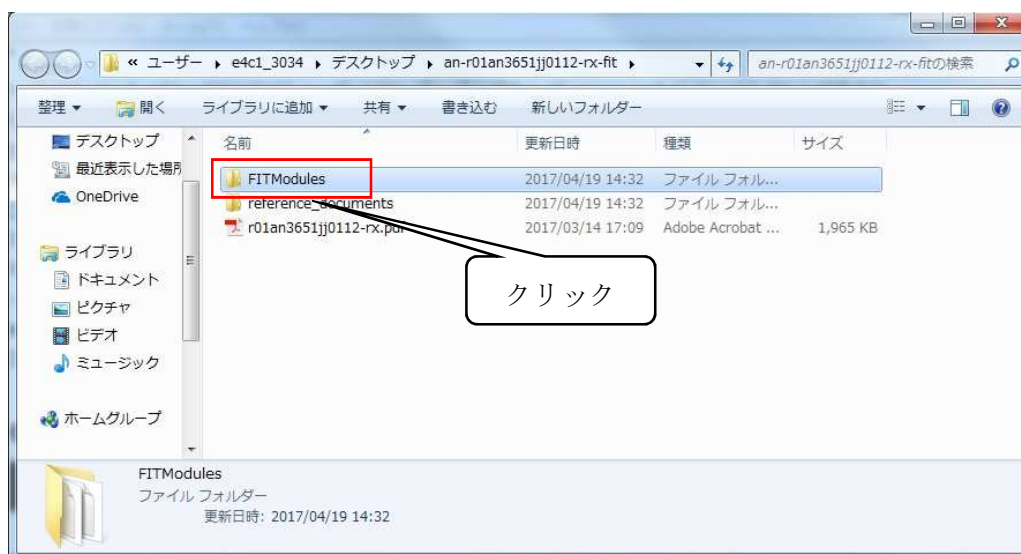 « ユーザー ▸ e4c1_3034 ▸ デスクトップ ▸ an-r01an3651jj0112-rx-fit ▸
an-r01an3651jj0112-rx-fitの検索
整理 ▼ 開く ライブラリに追加 ▼ 共有 ▼ 書き込む 新しいフォルダー
デスクトップ
最近表示した場所
OneDrive
ライブラリ
ドキュメント
ピクチャ
ビデオ
ミュージック
ホームグループ
名前 更新日時 種類 サイズ
FITModules 2017/04/19 14:32 ファイル フォル...
reference_documents 2017/04/19 14:32 ファイル フォル...
r01an3651jj0112-rx.pdf 2017/03/14 17:09 Adobe Acrobat ... 1,965 KB
クリック
FITModules
ファイル フォルダー
更新日時: 2017/04/19 14:32